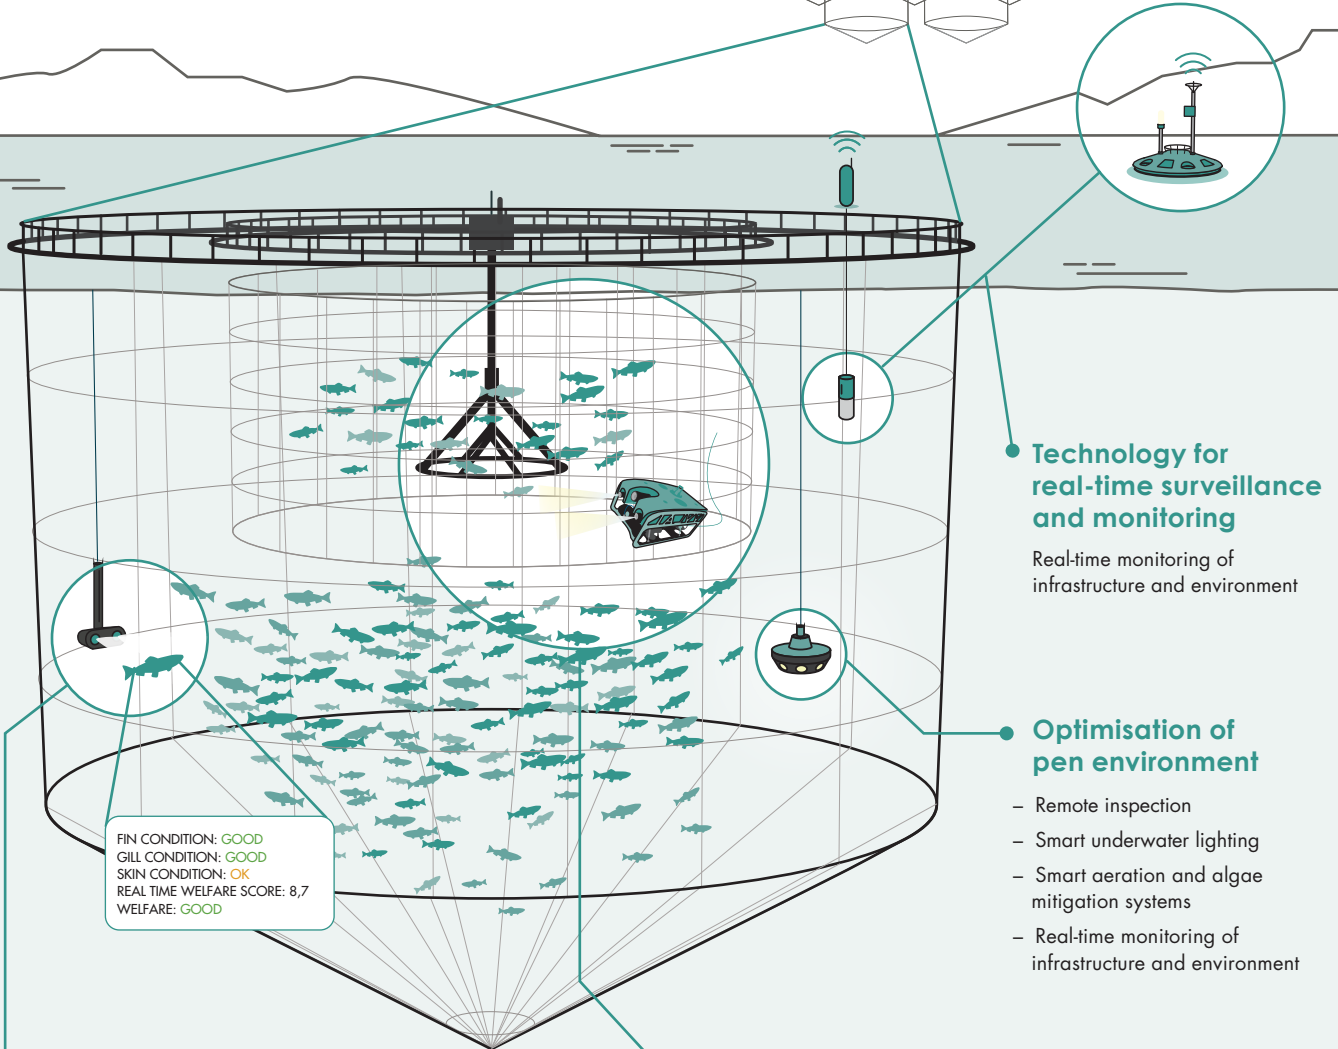 Technology for
real-time surveillance
and monitoring
Real-time monitoring of
infrastructure and environment
Optimisation of
pen environment
– Remote inspection
– Smart underwater lighting
– Smart aeration and algae
mitigation systems
– Real-time monitoring of
infrastructure and environment
FIN CONDITION: GOOD
GILL CONDITION: GOOD
SKIN CONDITION: OK
REAL TIME WELFARE SCORE: 8,7
WELFARE: GOOD